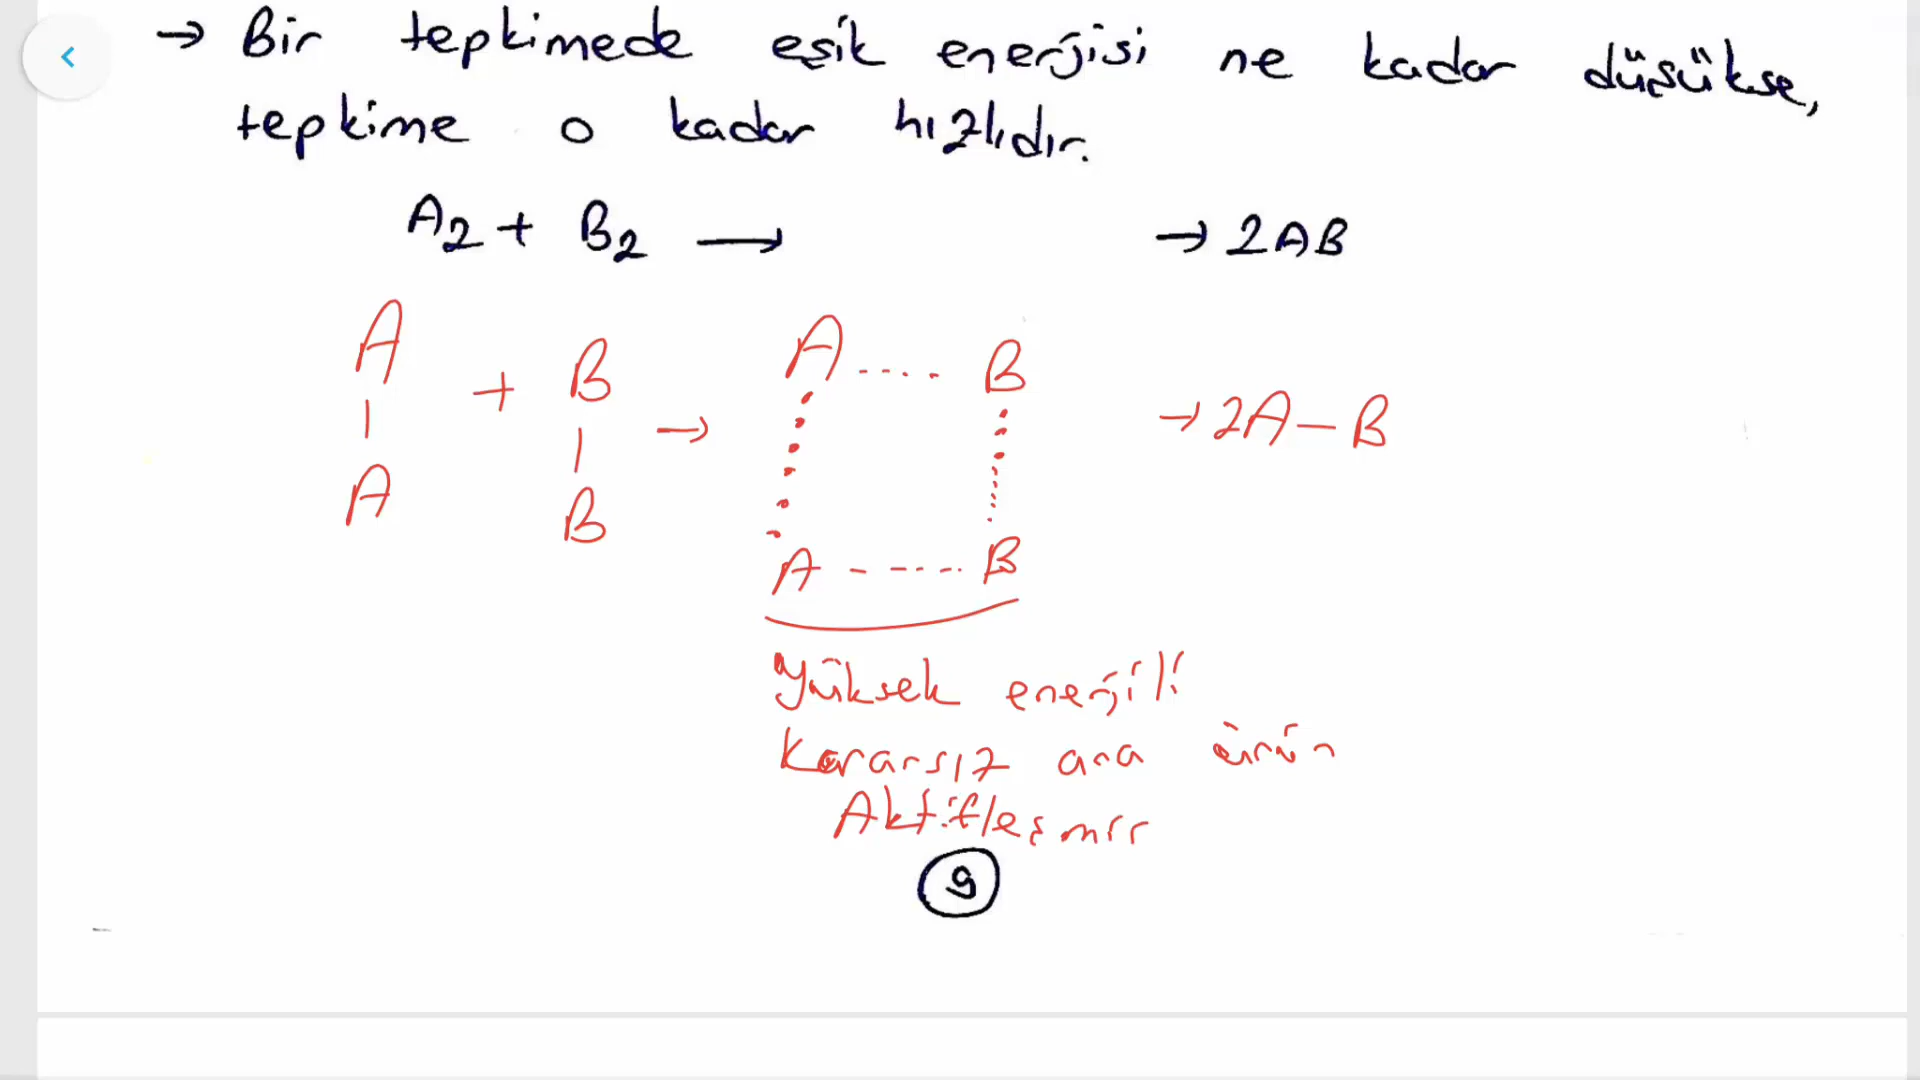 → Bir tepkimede eşik enerjisi ne kadar düşükse,
tepkime o kadar hızlıdır.
A2 + B2 → → 2AB
A + B → A .... B → 2A – B
A B A - ---- B
Yüksek enerjili
Kararsız ara ürün
Aktifleşmiş
9